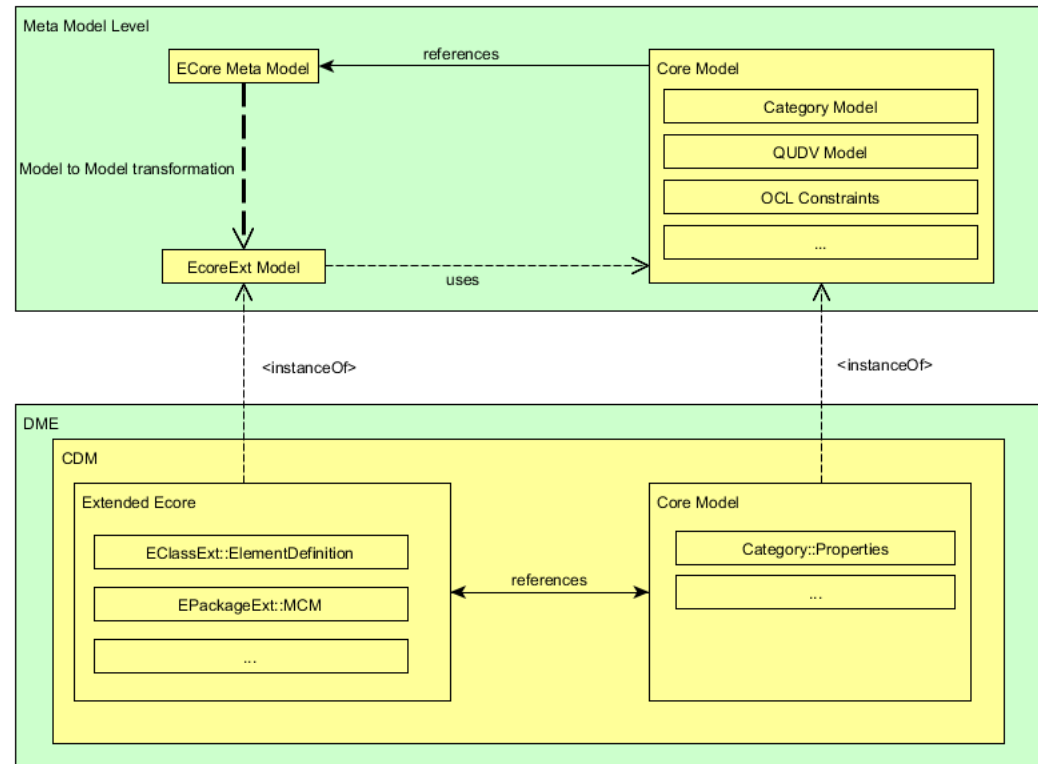 Meta Model Level
ECore Meta Model
references
Core Model
Category Model
QUDV Model
OCL Constraints
...
Model to Model transformation
EcoreExt Model
uses
<instanceOf>
<instanceOf>
DME
CDM
Extended Ecore
EClassExt::ElementDefinition
EPackageExt::MCM
...
references
Core Model
Category::Properties
...